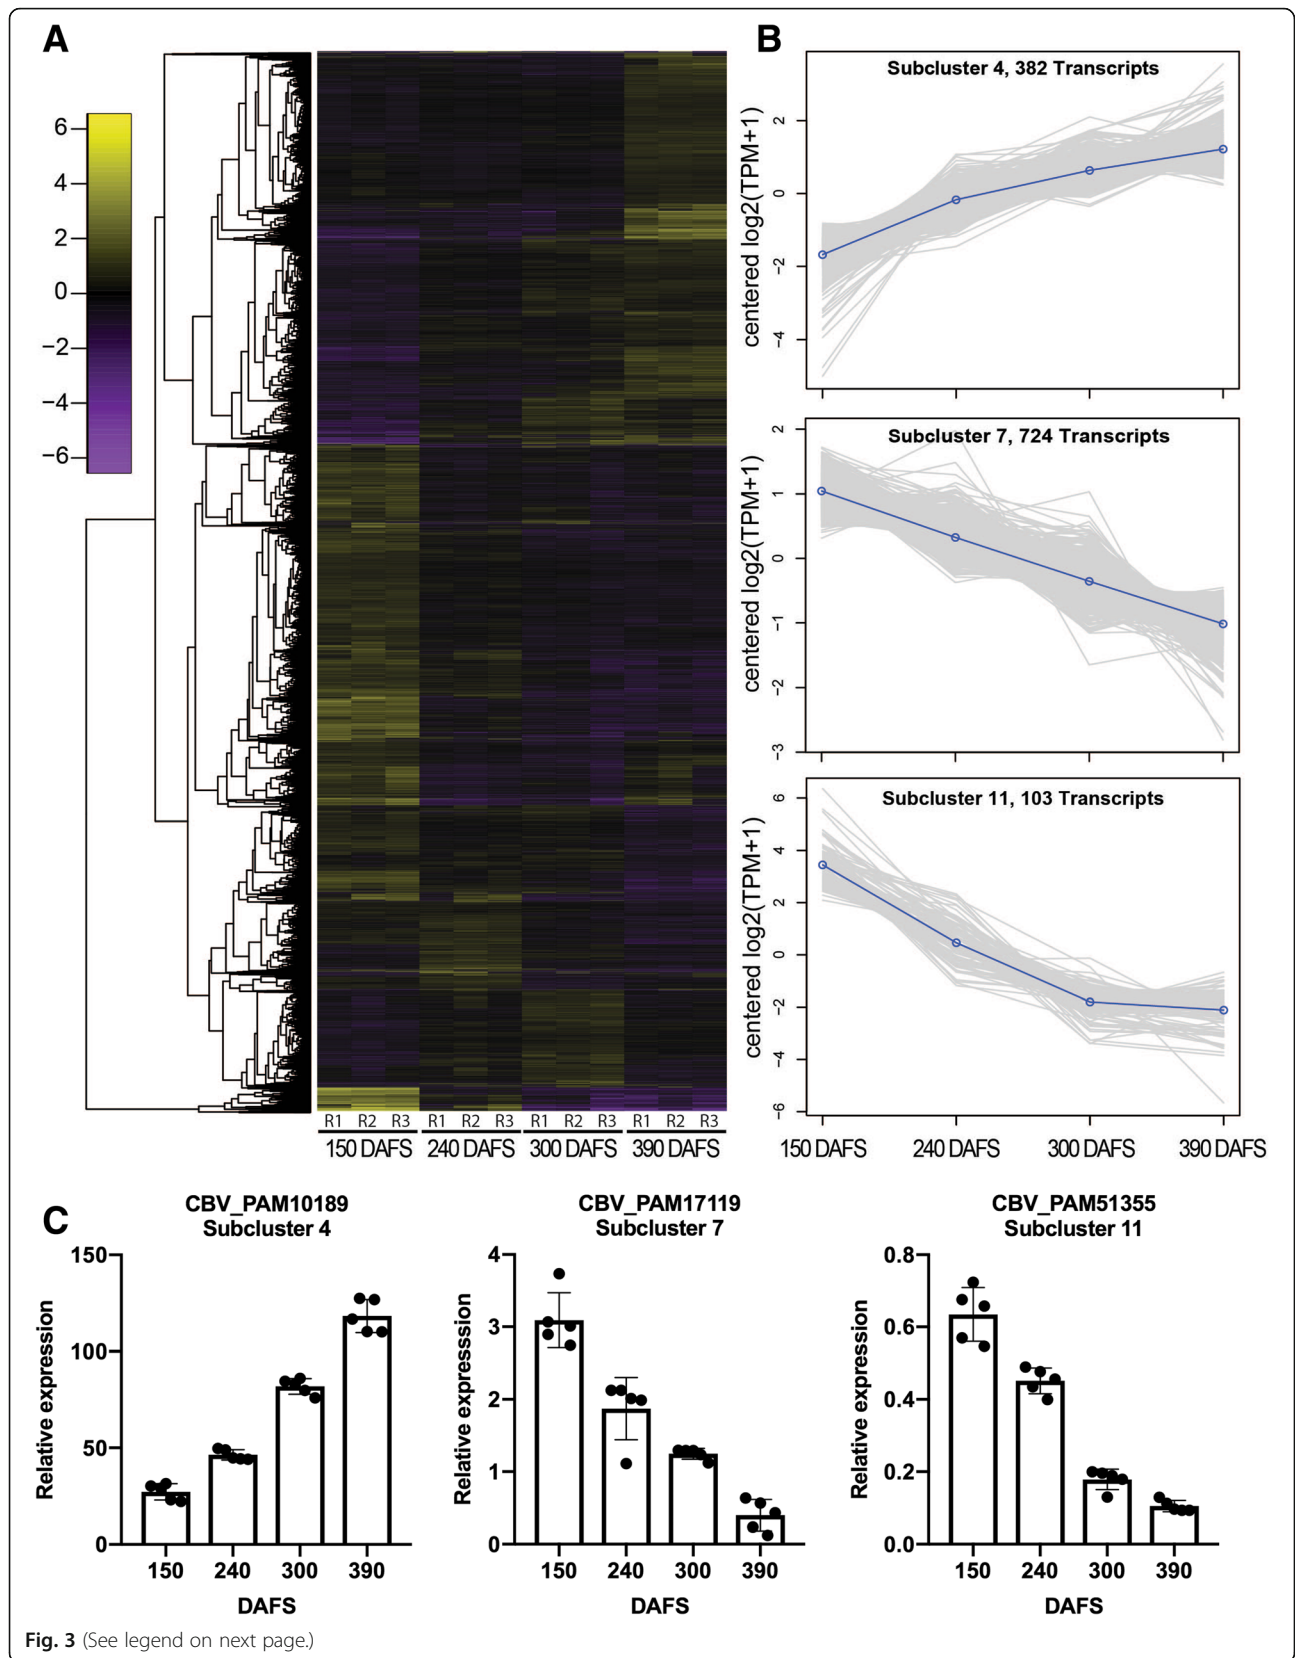 A
6
4
2
0
−2
−4
−6
R1 R2 R3 R1 R2 R3 R1 R2 R3 R1 R2 R3
150 DAFS 240 DAFS 300 DAFS 390 DAFS
B
Subcluster 4, 382 Transcripts
centered log2(TPM+1)
2
0
−2
−4
Subcluster 7, 724 Transcripts
centered log2(TPM+1)
2
1
0
−1
−2
−3
Subcluster 11, 103 Transcripts
centered log2(TPM+1)
6
4
2
0
−2
−4
−6
150 DAFS 240 DAFS 300 DAFS 390 DAFS
C
CBV_PAM10189
Subcluster 4
Relative expression
150
100
50
0
150 240 300 390
DAFS
CBV_PAM17119
Subcluster 7
Relative expresssion
4
3
2
1
0
150 240 300 390
DAFS
CBV_PAM51355
Subcluster 11
Relative expression
0.8
0.6
0.4
0.2
0.0
150 240 300 390
DAFS
Fig. 3 (See legend on next page.)